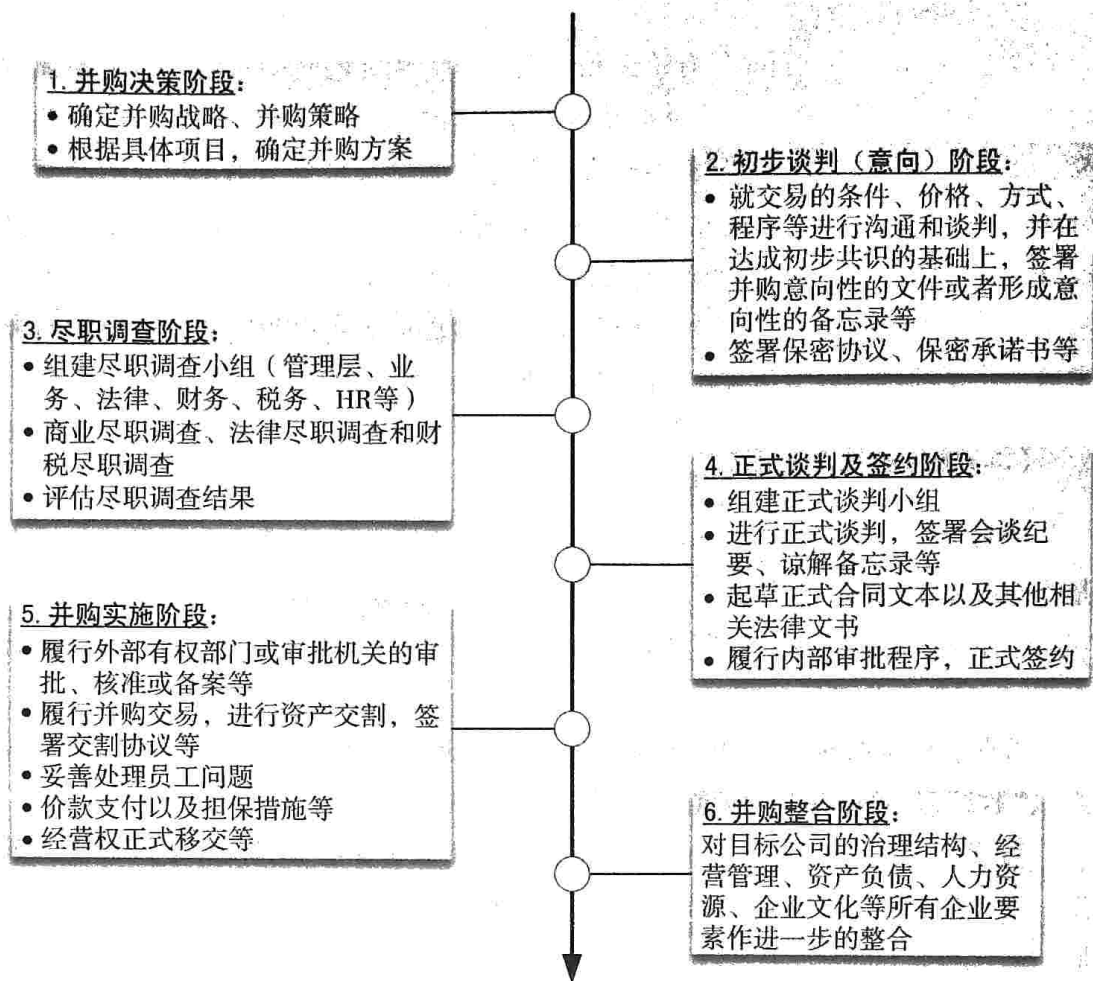 1. 并购决策阶段：
● 确定并购战略、并购策略
● 根据具体项目，确定并购方案
2. 初步谈判（意向）阶段：
● 就交易的条件、价格、方式、
程序等进行沟通和谈判，并在
达成初步共识的基础上，签署
并购意向性的文件或者形成意
向性的备忘录等
● 签署保密协议、保密承诺书等
3. 尽职调查阶段：
● 组建尽职调查小组（管理层、业
务、法律、财务、税务、HR等）
● 商业尽职调查、法律尽职调查和财
税尽职调查
● 评估尽职调查结果
4. 正式谈判及签约阶段：
● 组建正式谈判小组
● 进行正式谈判，签署会谈纪
要、谅解备忘录等
● 起草正式合同文本以及其他相
关法律文书
● 履行内部审批程序，正式签约
5. 并购实施阶段：
● 履行外部有权部门或审批机关的审
批、核准或备案等
● 履行并购交易，进行资产交割，签
署交割协议等
● 妥善处理员工问题
● 价款支付以及担保措施等
● 经营权正式移交等
6. 并购整合阶段：
对目标公司的治理结构、经
营管理、资产负债、人力资
源、企业文化等所有企业要
素作进一步的整合